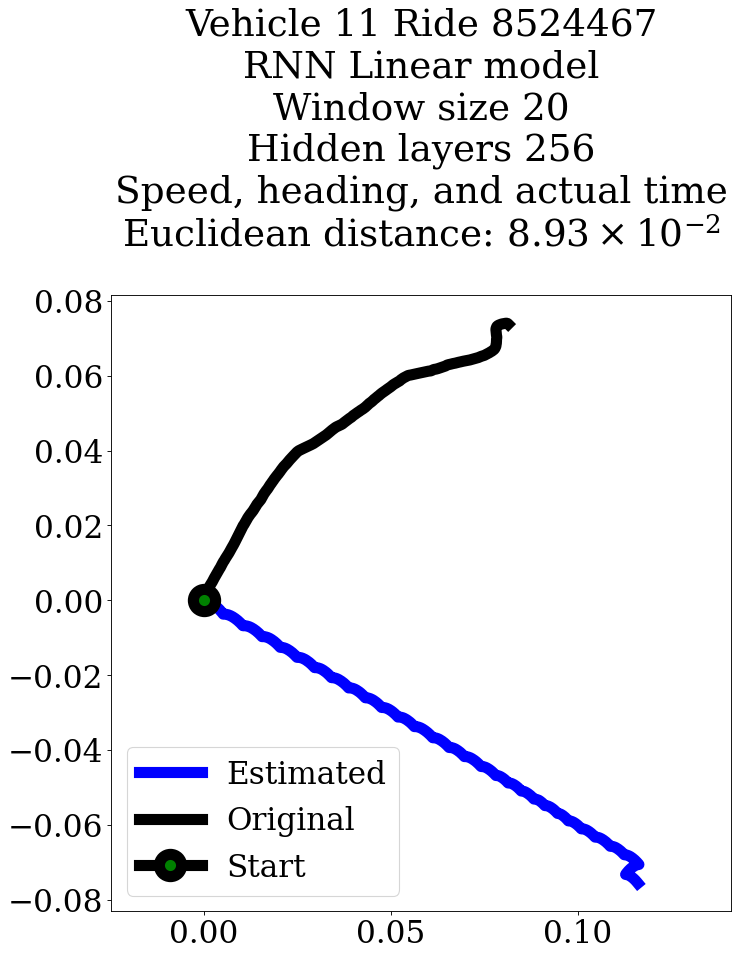 Vehicle 11 Ride 8524467
RNN Linear model
Window size 20
Hidden layers 256
Speed, heading, and actual time
Euclidean distance: 8.93 × 10⁻²
0.08
0.06
0.04
0.02
0.00
−0.02
−0.04
−0.06
−0.08
Estimated
Original
Start
0.00 0.05 0.10